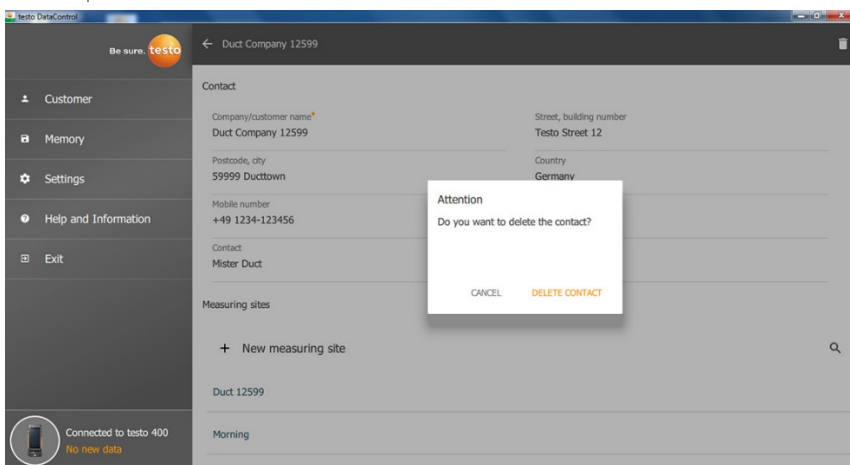 testo DataControl
Be sure. testo
Customer
Memory
Settings
Help and Information
Exit
Connected to testo 400
No new data
Duct Company 12599
Contact
Company/customer name*
Duct Company 12599
Street, building number
Testo Street 12
Postcode, city
59999 Ducttown
Country
Germany
Mobile number
+49 1234-123456
Contact
Mister Duct
Attention
Do you want to delete the contact?
CANCEL DELETE CONTACT
Measuring sites
+ New measuring site
Duct 12599
Morning